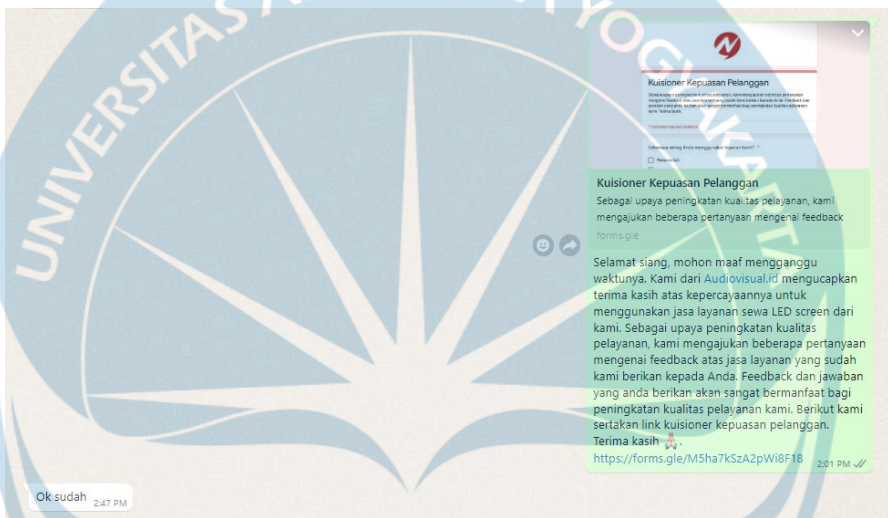 UNIVERSITAS A
YOGYAKARTA
Kuisioner Kepuasan Pelanggan
Kuisioner Kepuasan Pelanggan
Sebagai upaya peningkatan kualitas pelayanan, kami
mengajukan beberapa pertanyaan mengenai feedback
forms.gle
Selamat siang, mohon maaf mengganggu
waktunya. Kami dari Audiovisual.id mengucapkan
terima kasih atas kepercayaannya untuk
menggunakan jasa layanan sewa LED screen dari
kami. Sebagai upaya peningkatan kualitas
pelayanan, kami mengajukan beberapa pertanyaan
mengenai feedback atas jasa layanan yang sudah
kami berikan kepada Anda. Feedback dan jawaban
yang anda berikan akan sangat bermanfaat bagi
peningkatan kualitas pelayanan kami. Berikut kami
sertakan link kuisioner kepuasan pelanggan.
Terima kasih 🙏.
https://forms.gle/M5ha7kSzA2pWi8F18 2:01 PM
Ok sudah 2:47 PM